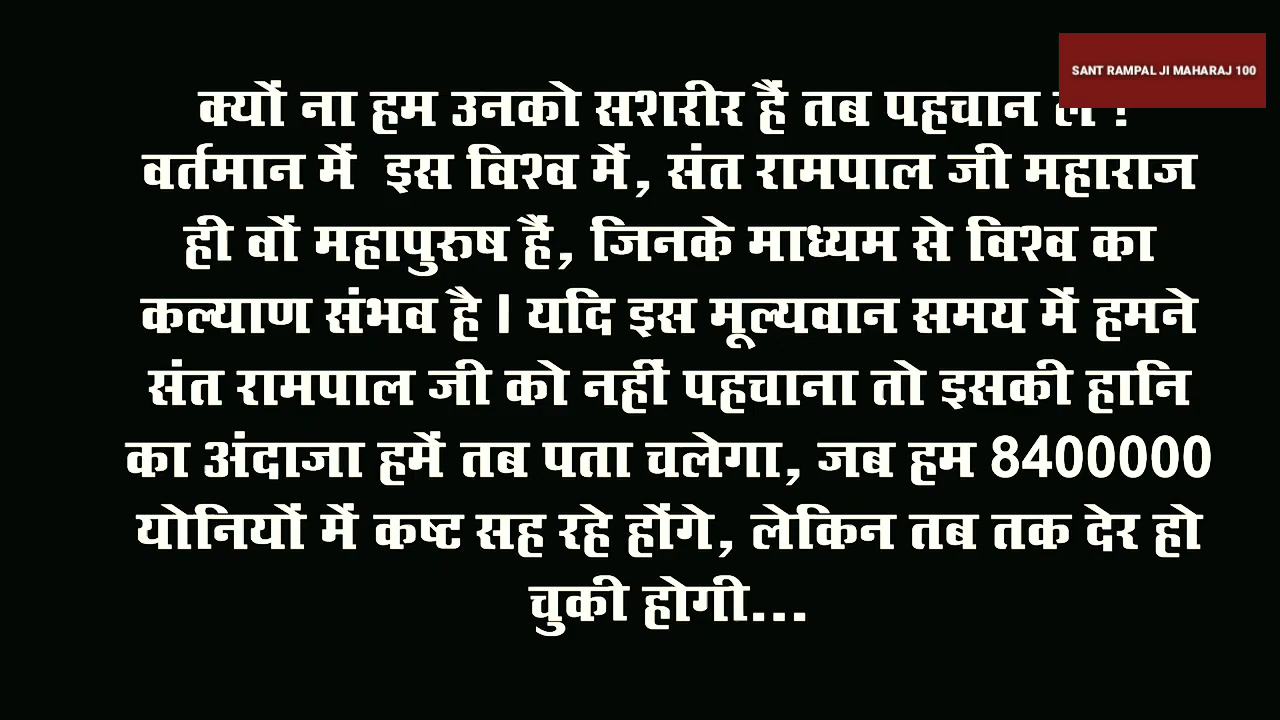 SANT RAMPAL JI MAHARAJ 100
क्यों ना हम उनको सशरीर हैं तब पहचान
वर्तमान में इस विश्व में, संत रामपाल जी महाराज
ही वों महापुरुष हैं, जिनके माध्यम से विश्व का
कल्याण संभव है । यदि इस मूल्यवान समय में हमने
संत रामपाल जी को नहीं पहचाना तो इसकी हानि
का अंदाजा हमें तब पता चलेगा, जब हम 8400000
योनियों में कष्ट सह रहे होंगे, लेकिन तब तक देर हो
चुकी होगी...